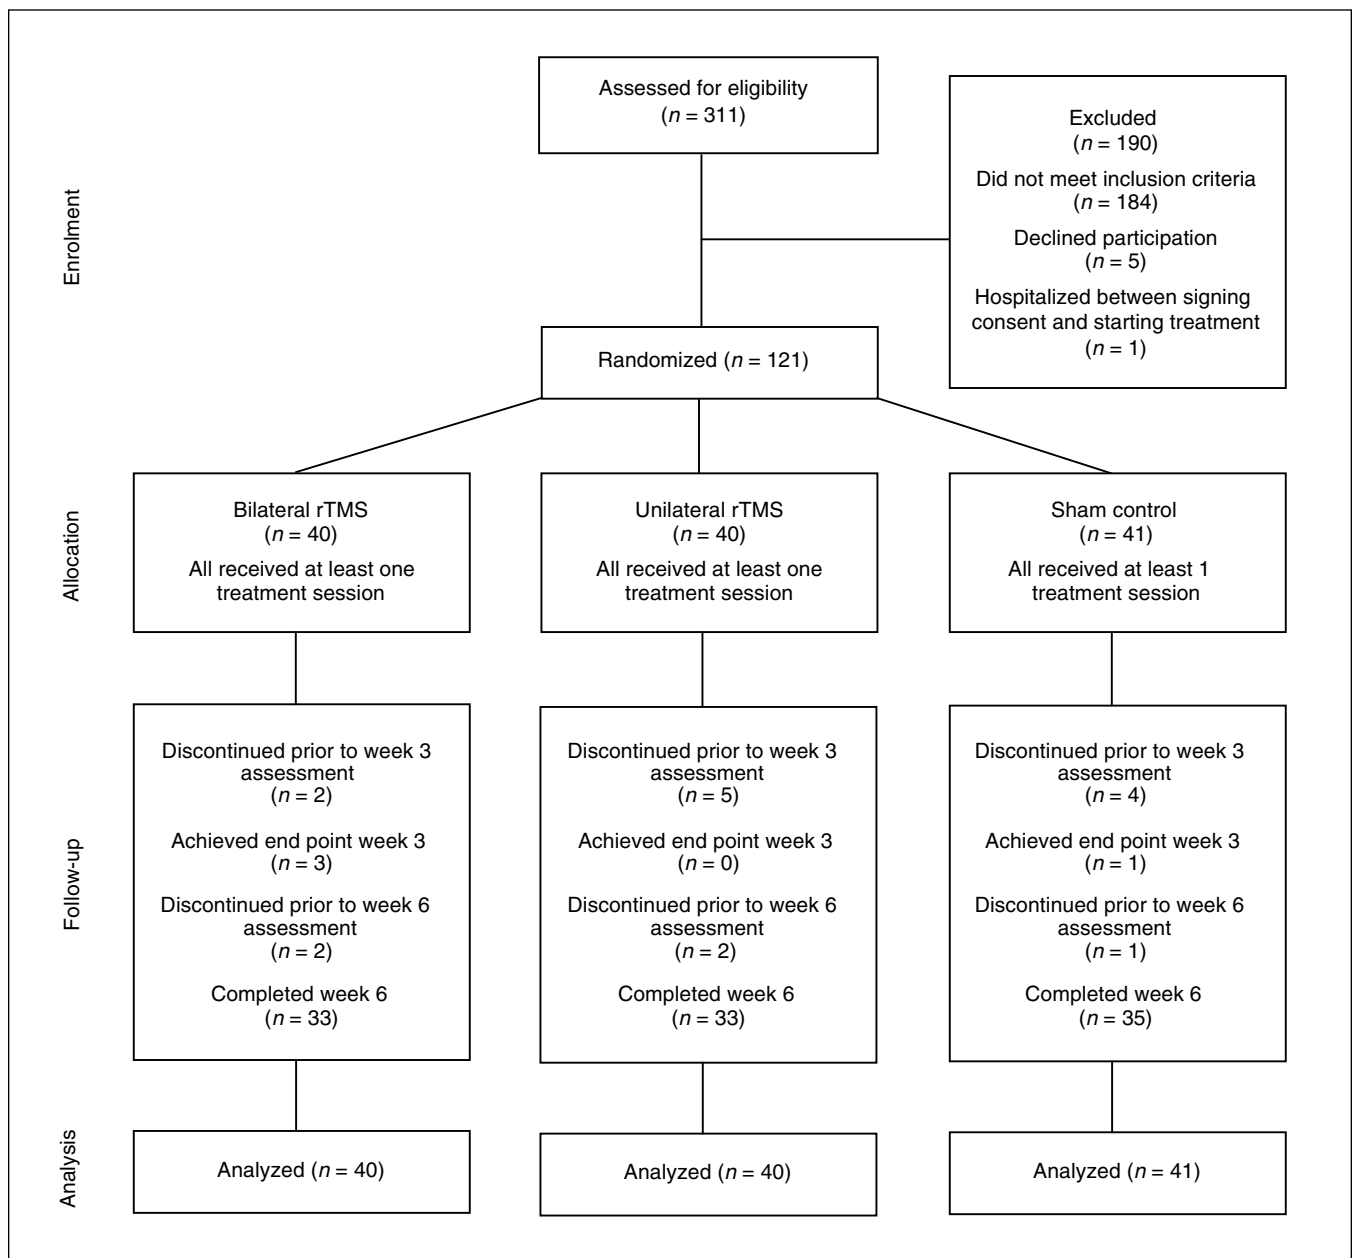 Assessed for eligibility
(n = 311)
Excluded
(n = 190)
Did not meet inclusion criteria
(n = 184)
Declined participation
(n = 5)
Hospitalized between signing
consent and starting treatment
(n = 1)
Enrolment
Randomized (n = 121)
Allocation
Bilateral rTMS
(n = 40)
All received at least one
treatment session
Unilateral rTMS
(n = 40)
All received at least one
treatment session
Sham control
(n = 41)
All received at least 1
treatment session
Follow-up
Discontinued prior to week 3
assessment
(n = 2)
Achieved end point week 3
(n = 3)
Discontinued prior to week 6
assessment
(n = 2)
Completed week 6
(n = 33)
Discontinued prior to week 3
assessment
(n = 5)
Achieved end point week 3
(n = 0)
Discontinued prior to week 6
assessment
(n = 2)
Completed week 6
(n = 33)
Discontinued prior to week 3
assessment
(n = 4)
Achieved end point week 3
(n = 1)
Discontinued prior to week 6
assessment
(n = 1)
Completed week 6
(n = 35)
Analysis
Analyzed (n = 40)
Analyzed (n = 40)
Analyzed (n = 41)